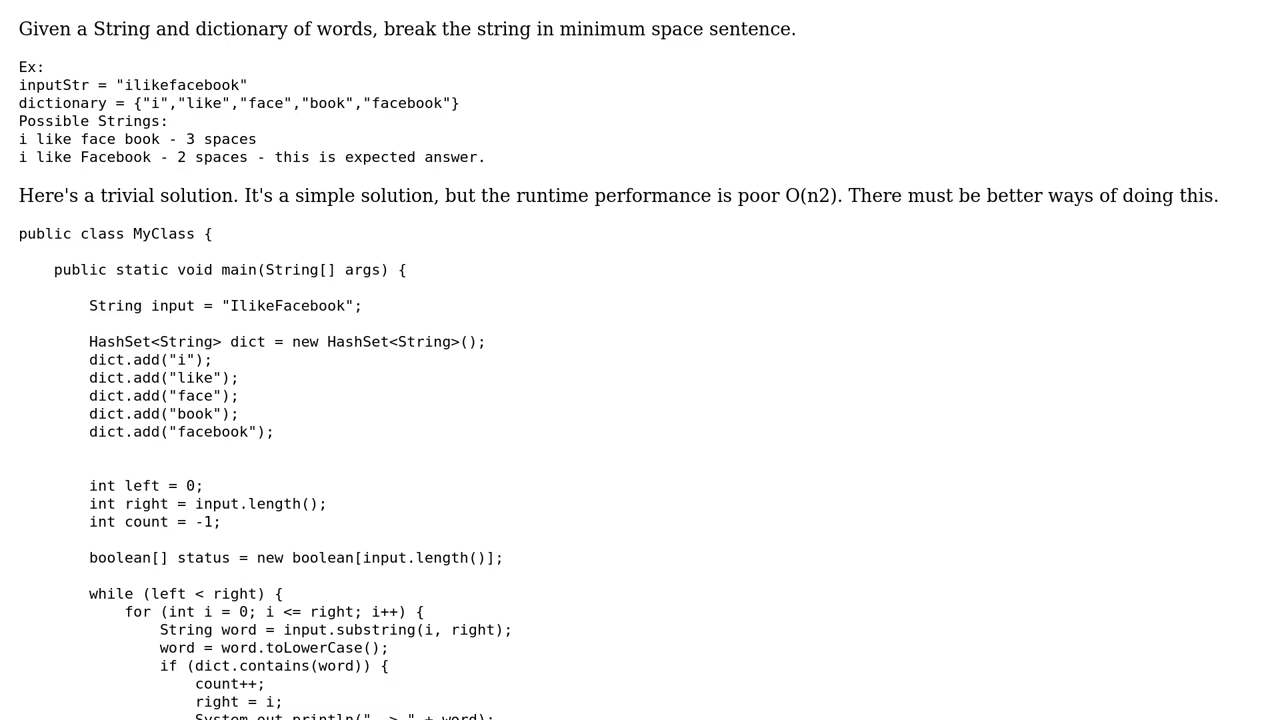 Given a String and dictionary of words, break the string in minimum space sentence.
Ex:
inputStr = "ilikefacebook"
dictionary = {"i","like","face","book","facebook"}
Possible Strings:
i like face book - 3 spaces
i like Facebook - 2 spaces - this is expected answer.
Here's a trivial solution. It's a simple solution, but the runtime performance is poor O(n2). There must be better ways of doing this.
public class MyClass {
    public static void main(String[] args) {
        String input = "IlikeFacebook";
        HashSet<String> dict = new HashSet<String>();
        dict.add("i");
        dict.add("like");
        dict.add("face");
        dict.add("book");
        dict.add("facebook");
        int left = 0;
        int right = input.length();
        int count = -1;
        boolean[] status = new boolean[input.length()];
        while (left < right) {
            for (int i = 0; i <= right; i++) {
                String word = input.substring(i, right);
                word = word.toLowerCase();
                if (dict.contains(word)) {
                    count++;
                    right = i;
                    System.out.println("-->" + word);